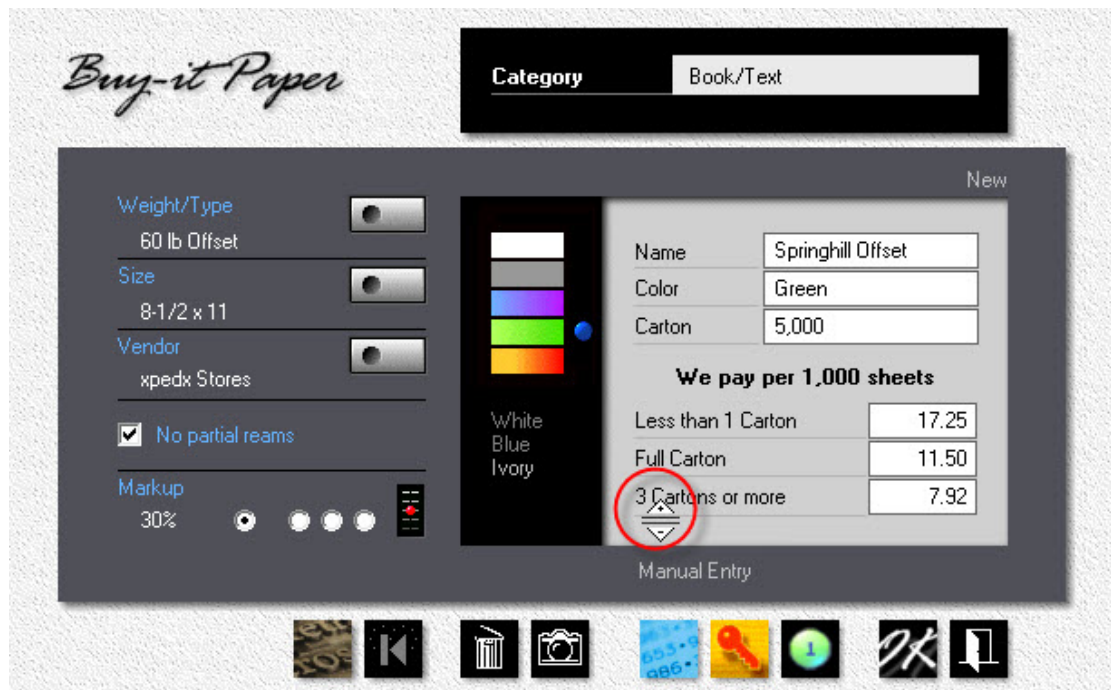 Buy-it Paper
Category Book/Text
New
Weight/Type
60 lb Offset
Size
8-1/2 x 11
Vendor
xpedx Stores
No partial reams
Markup
30%
White
Blue
Ivory
Name Springhill Offset
Color Green
Carton 5,000
We pay per 1,000 sheets
Less than 1 Carton 17.25
Full Carton 11.50
3 Cartons or more 7.92
Manual Entry
1
OK